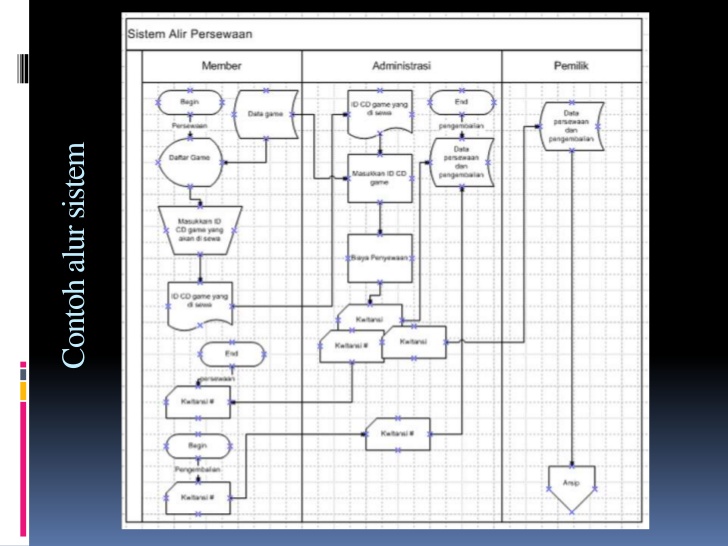 Contoh alur sistem
Sistem Alir Persewaan
Member
Administrasi
Pemilik
Begin
Persewaan
Data game
Daftar Game
Masukkan ID
CD game yang
akan di sewa
ID CD game yang
di sewa
End
persewaan
Kwitansi #
Begin
Pengembalian
Kwitansi #
ID CD game yang
di sewa
Masukkan ID CD
game
Biaya Penyewaan
Kwitansi
Kwitansi #
Kwitansi
Kwitansi #
End
pengembalian
Data
persewaan
dan
pengembalian
Data
persewaan
dan
pengembalian
Arsip